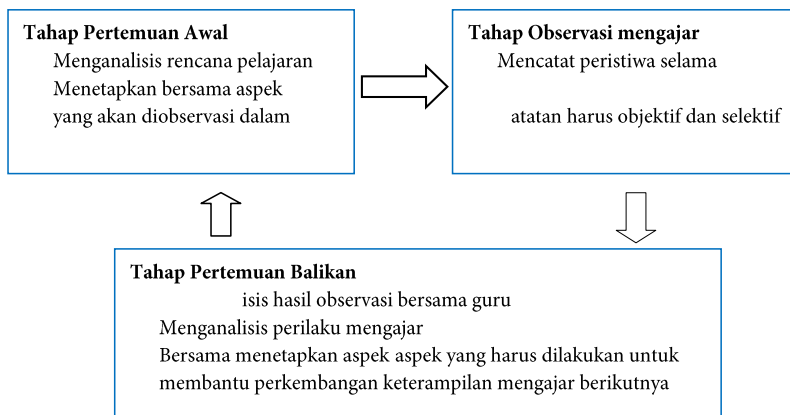 Tahap Pertemuan Awal
Menganalisis rencana pelajaran
Menetapkan bersama aspek
yang akan diobservasi dalam
Tahap Observasi mengajar
Mencatat peristiwa selama
atatan harus objektif dan selektif
Tahap Pertemuan Balikan
isis hasil observasi bersama guru
Menganalisis perilaku mengajar
Bersama menetapkan aspek aspek yang harus dilakukan untuk
membantu perkembangan keterampilan mengajar berikutnya